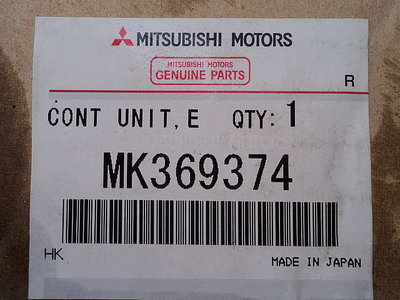 MITSUBISHI MOTORS
MITSUBISHI MOTORS
GENUINE PARTS
R
CONT UNIT, E QTY: 1
MK369374
HK
MADE IN JAPAN